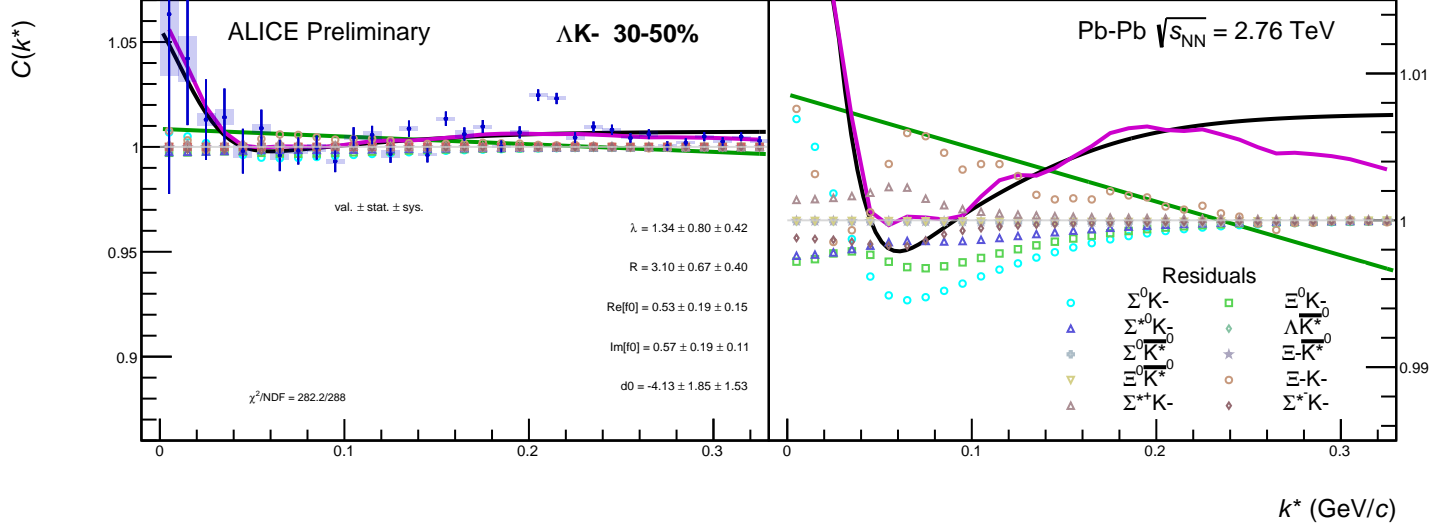 C(k*)
ALICE Preliminary
ΛK- 30-50%
Pb-Pb √s_NN = 2.76 TeV
1.05
1
0.95
0.9
val. ± stat. ± sys.
λ = 1.34 ± 0.80 ± 0.42
R = 3.10 ± 0.67 ± 0.40
Re[f0] = 0.53 ± 0.19 ± 0.15
Im[f0] = 0.57 ± 0.19 ± 0.11
d0 = -4.13 ± 1.85 ± 1.53
χ²/NDF = 282.2/288
1.01
1
0.99
Residuals
Σ⁰K- Ξ⁰K-
Σ*⁰K- ΛK̅*̅⁰
Σ⁰K̅*̅⁰ Ξ-K̅*̅⁰
Ξ⁰K̅*̅⁰ Ξ-K-
Σ*⁺K- Σ*⁻K-
0 0.1 0.2 0.3 0 0.1 0.2 0.3
k* (GeV/c)